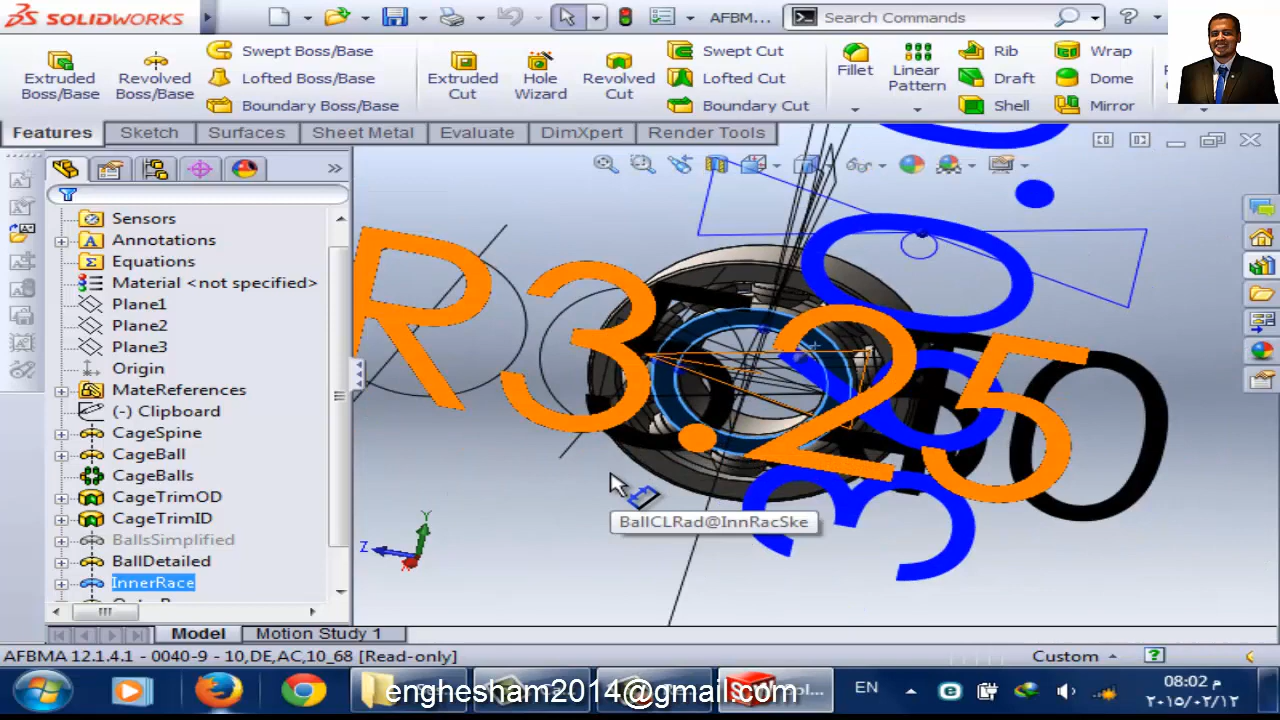 SOLIDWORKS
AFBM...
Search Commands
Extruded Boss/Base
Revolved Boss/Base
Swept Boss/Base
Lofted Boss/Base
Boundary Boss/Base
Extruded Cut
Hole Wizard
Revolved Cut
Swept Cut
Lofted Cut
Boundary Cut
Fillet
Linear Pattern
Rib
Draft
Shell
Wrap
Dome
Mirror
Features
Sketch
Surfaces
Sheet Metal
Evaluate
DimXpert
Render Tools
Sensors
Annotations
Equations
Material <not specified>
Plane1
Plane2
Plane3
Origin
MateReferences
(-) Clipboard
CageSpine
CageBall
CageBalls
CageTrimOD
CageTrimID
BallsSimplified
BallDetailed
InnerRace
R3.25
BallCLRad@InnRacSke
Y
Z
Model
Motion Study 1
AFBMA 12.1.4.1 - 0040-9 - 10,DE,AC,10_68 [Read-only]
Custom
enghesham2014@gmail.com
EN
08:02 م
٢٠١٥/٠٢/١٢